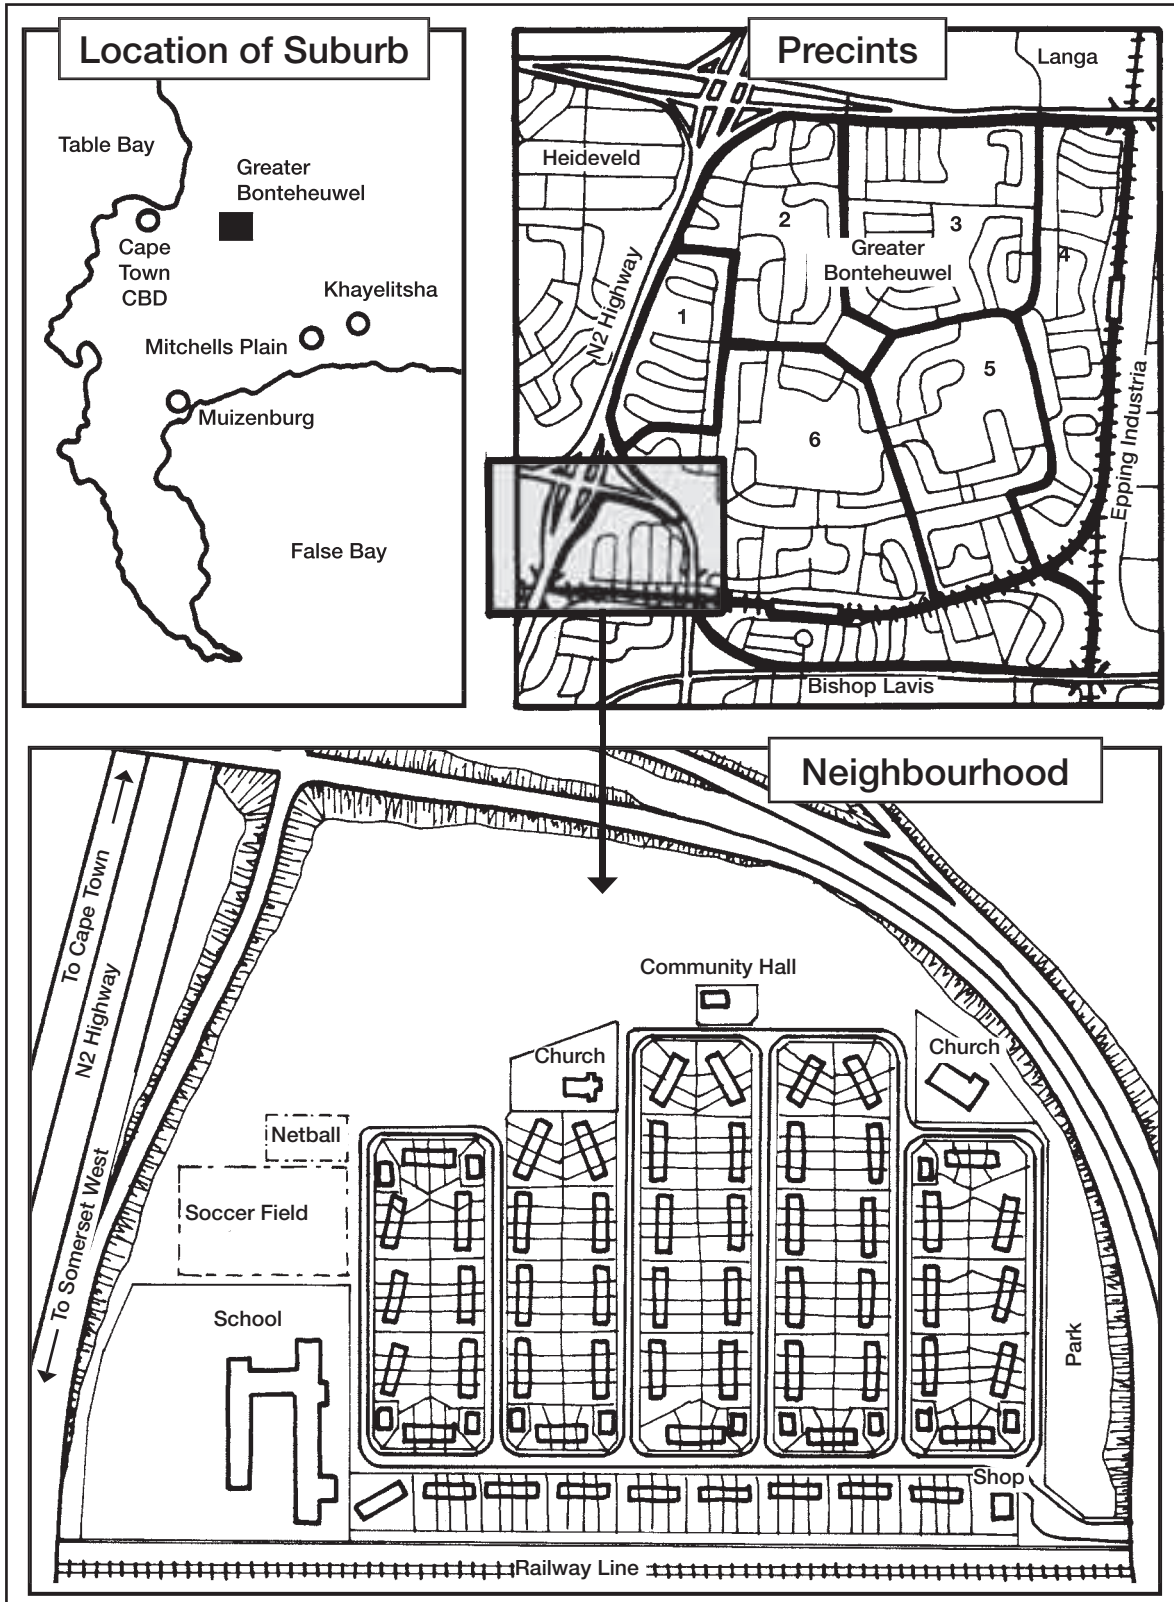 Location of Suburb
Table Bay
Greater
Bonteheuwel
Cape
Town
CBD
Khayelitsha
Mitchells Plain
Muizenburg
False Bay
Precints
Langa
Heideveld
2
3
Greater
Bonteheuwel
4
N2 Highway
1
5
6
Epping Industria
Bishop Lavis
Neighbourhood
To Cape Town
N2 Highway
To Somerset West
Community Hall
Church
Church
Netball
Soccer Field
School
Park
Shop
Railway Line